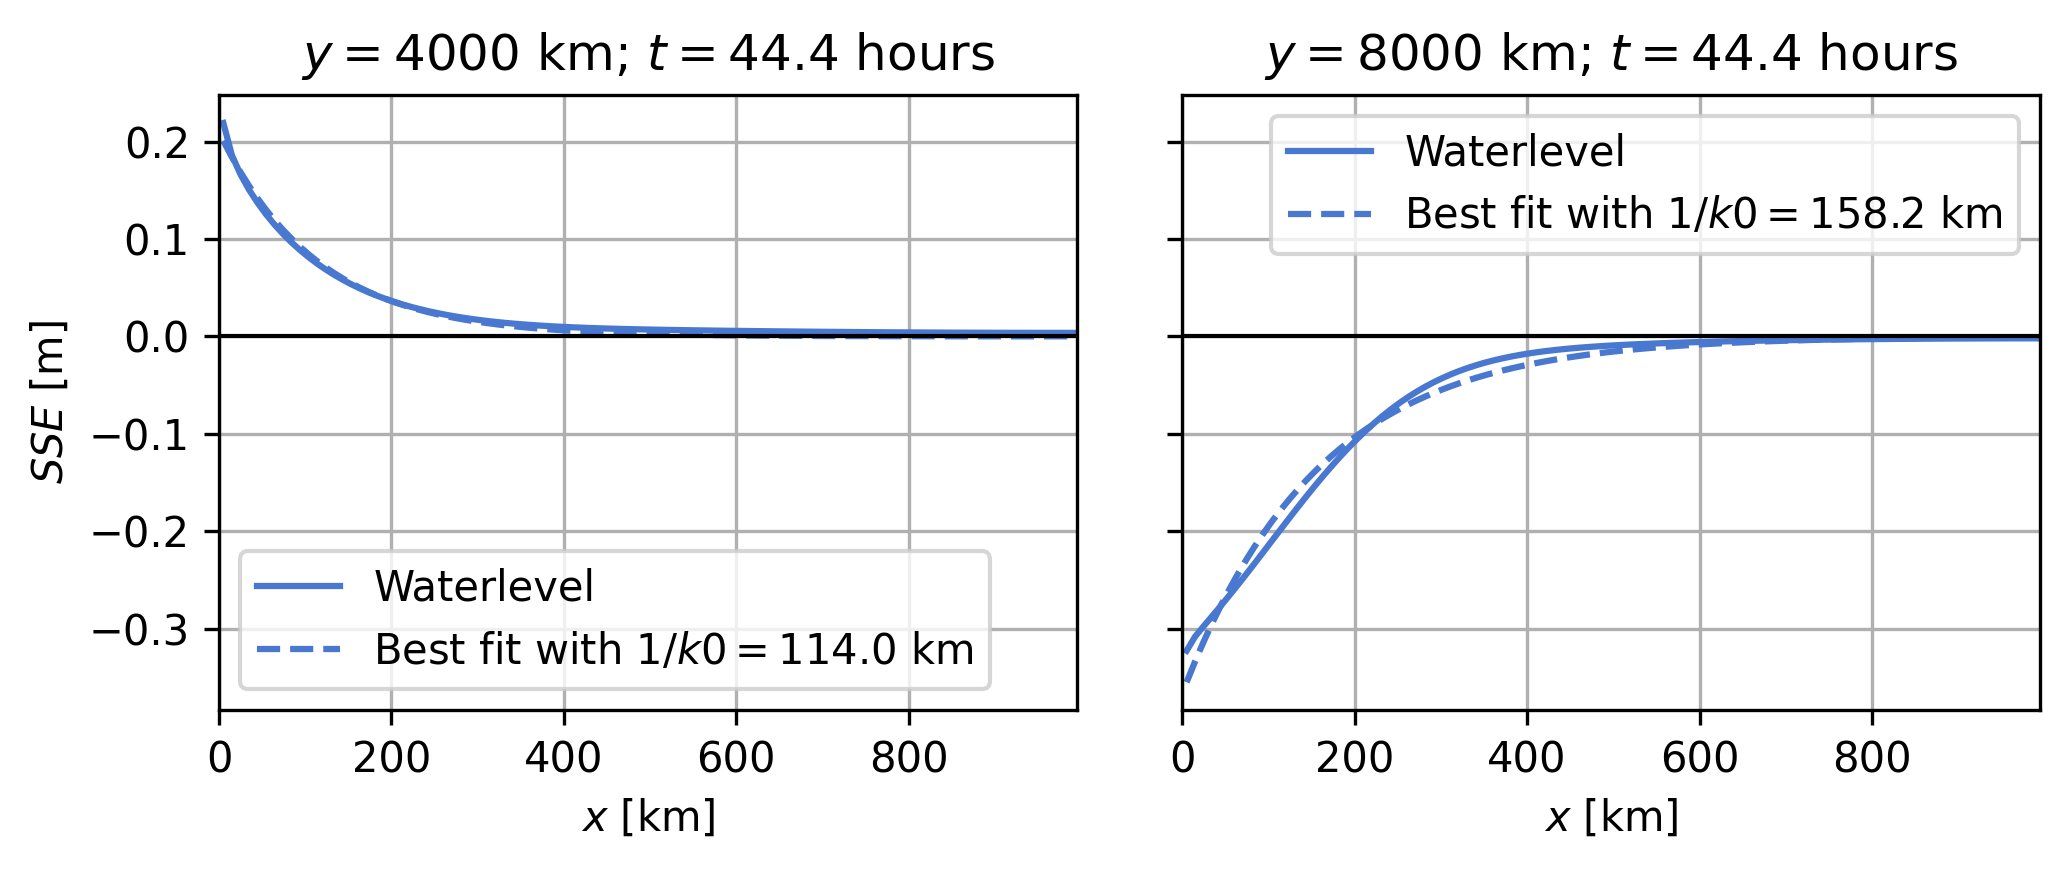 y = 4000 km; t = 44.4 hours
SSE [m]
0.2
0.1
0.0
−0.1
−0.2
−0.3
Waterlevel
Best fit with 1/k0 = 114.0 km
0 200 400 600 800
x [km]
y = 8000 km; t = 44.4 hours
Waterlevel
Best fit with 1/k0 = 158.2 km
0 200 400 600 800
x [km]